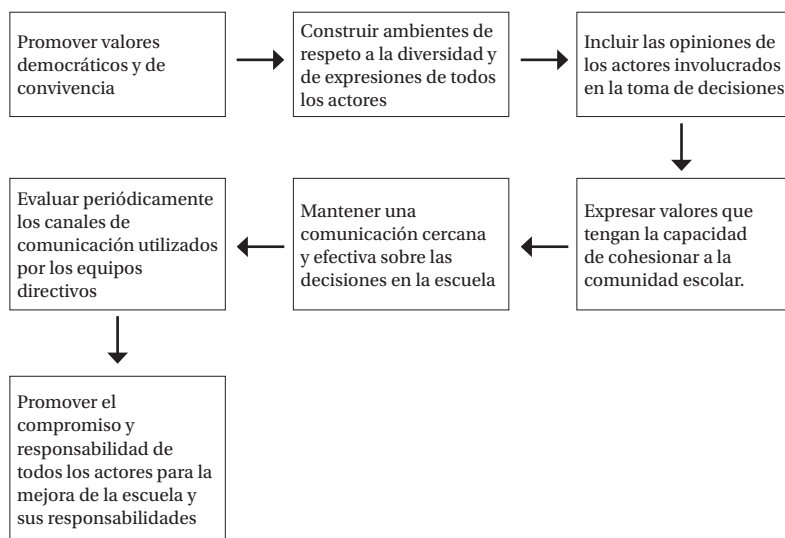 Promover valores
democráticos y de
convivencia
Construir ambientes de
respeto a la diversidad y
de expresiones de todos
los actores
Incluir las opiniones de
los actores involucrados
en la toma de decisiones
Expresar valores que
tengan la capacidad
de cohesionar a la
comunidad escolar.
Mantener una
comunicación cercana
y efectiva sobre las
decisiones en la escuela
Evaluar periódicamente
los canales de
comunicación utilizados
por los equipos
directivos
Promover el
compromiso y
responsabilidad de
todos los actores para la
mejora de la escuela y
sus responsabilidades